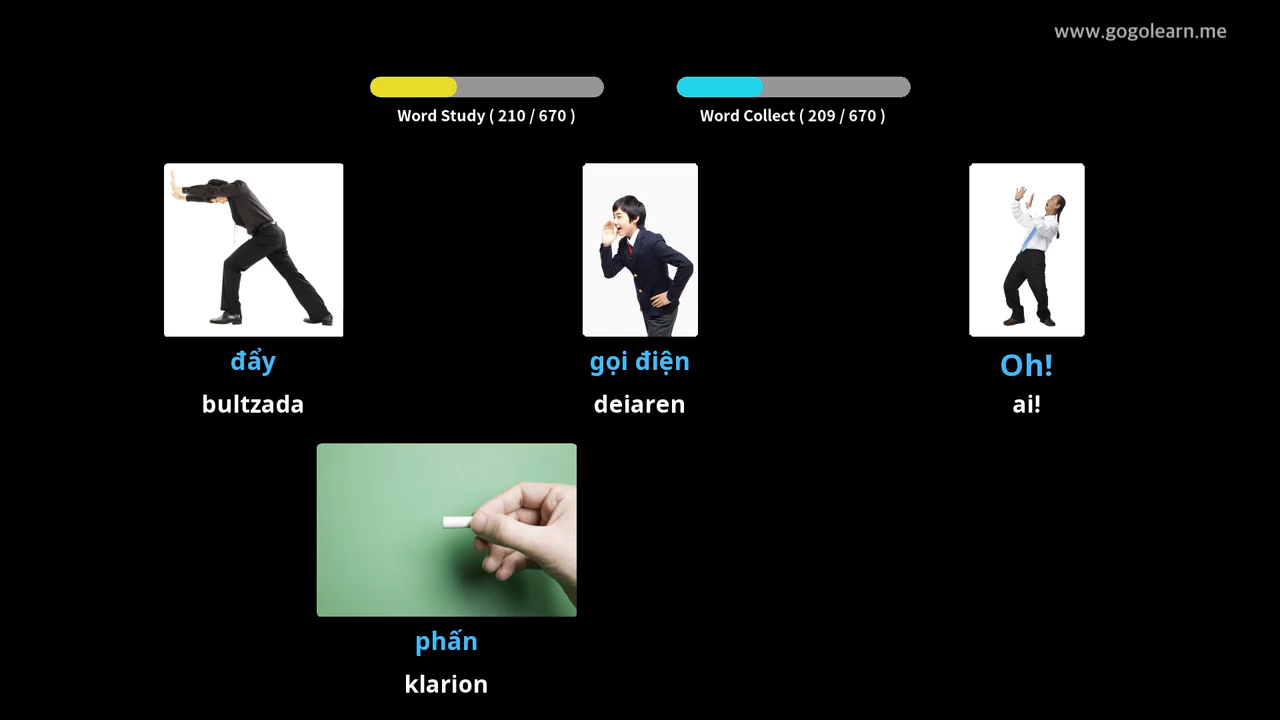 www.gogolearn.me
Word Study ( 210 / 670 )
Word Collect ( 209 / 670 )
đẩy
gọi điện
Oh!
bultzada
deiaren
ai!
phấn
klarion